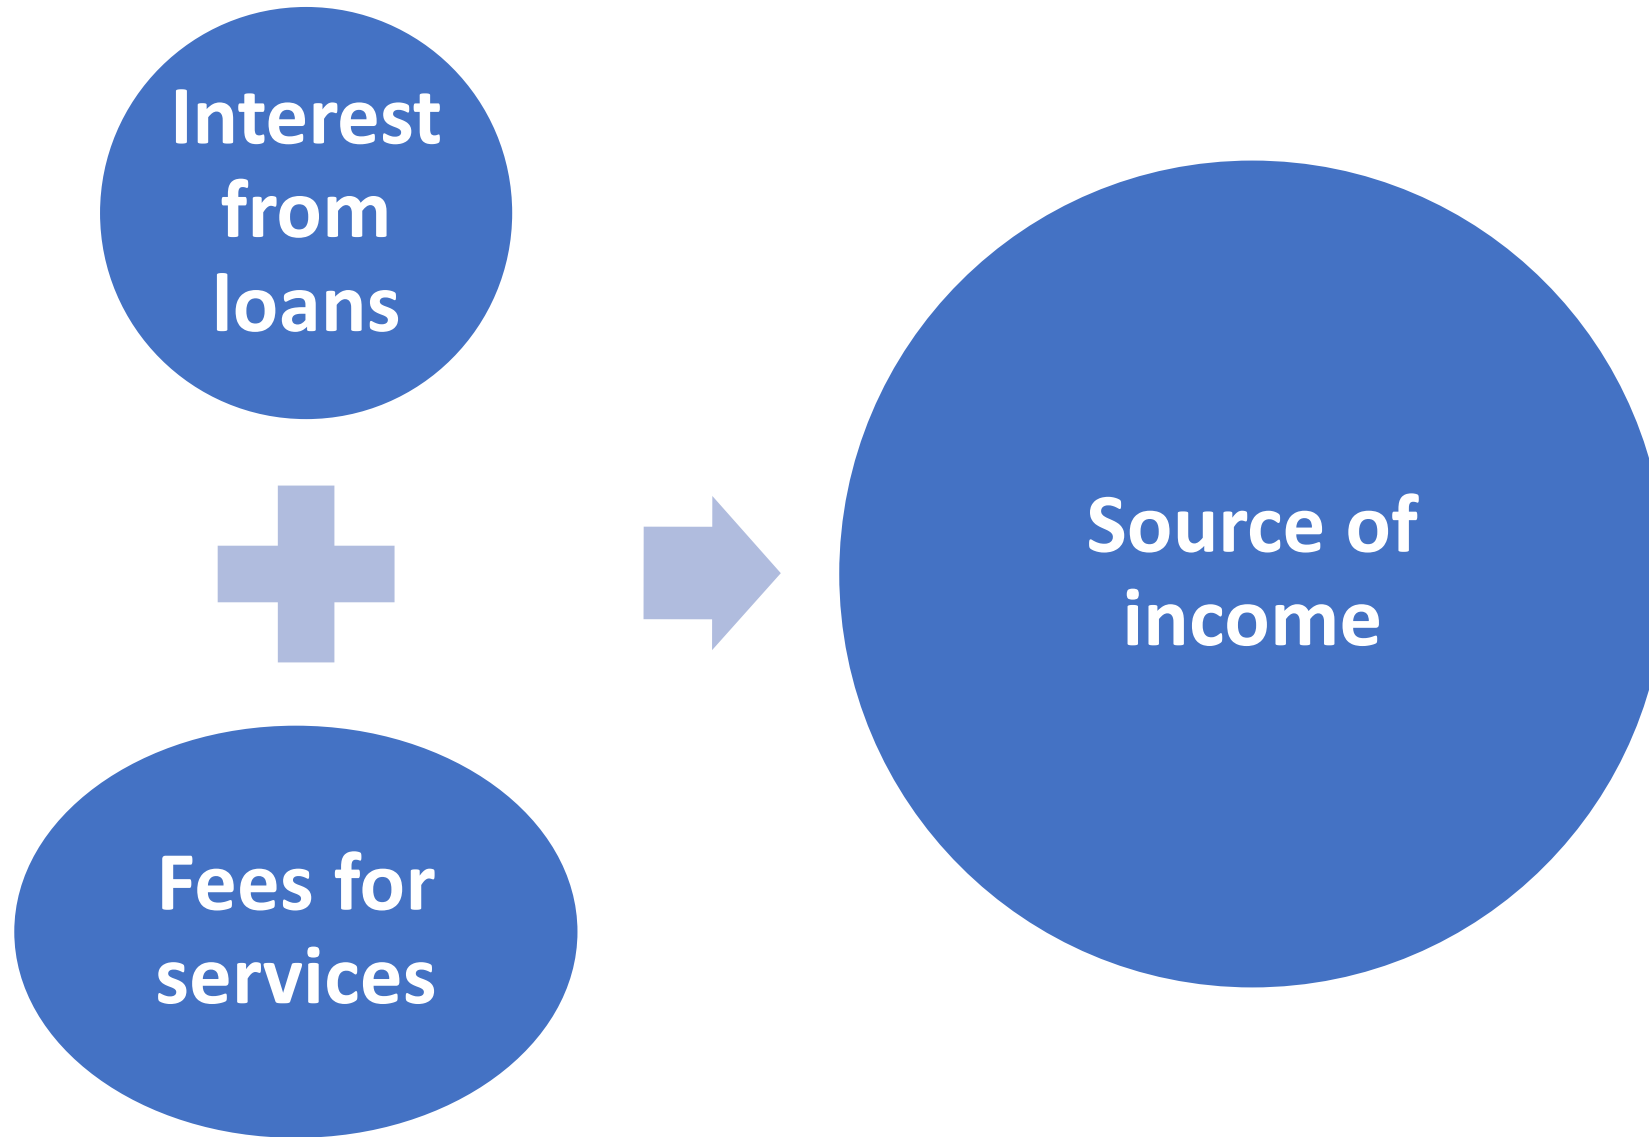 Interest
from
loans
Fees for
services
Source of
income